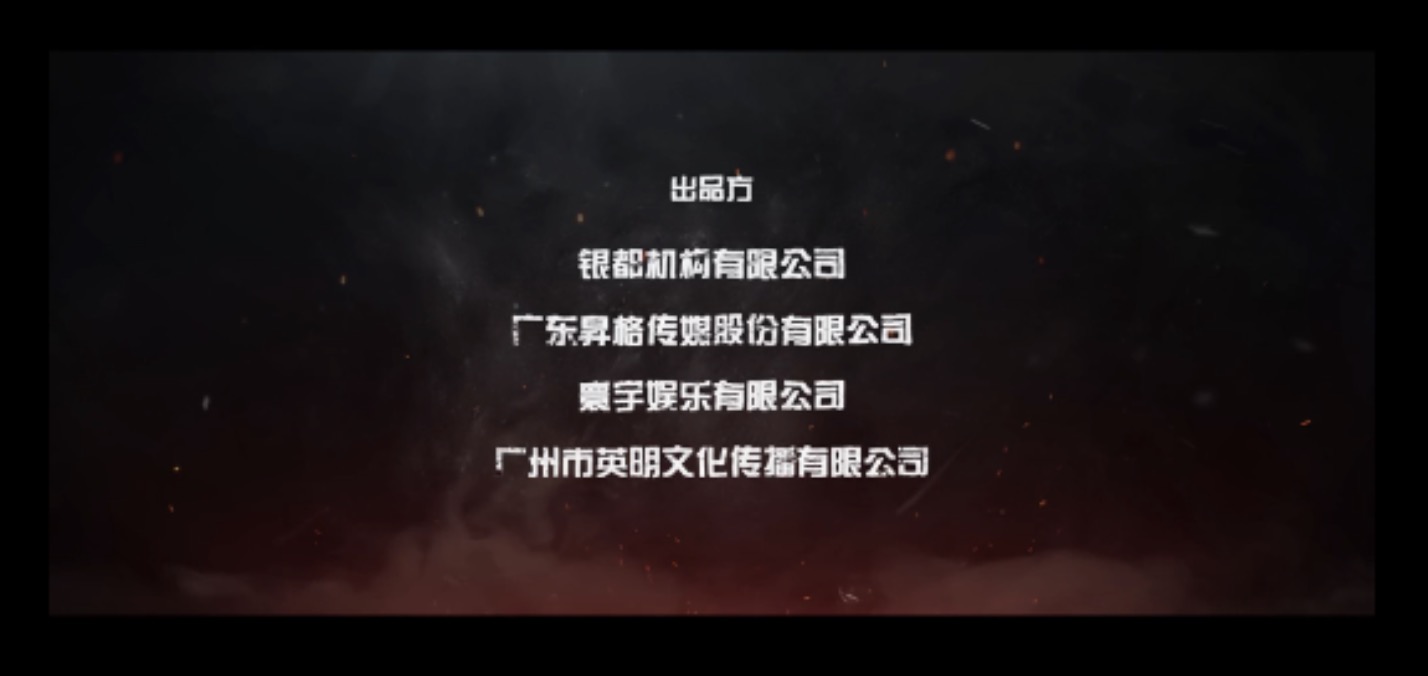 出品方
银都机构有限公司
广东昇格传媒股份有限公司
寰宇娱乐有限公司
广州市英明文化传播有限公司